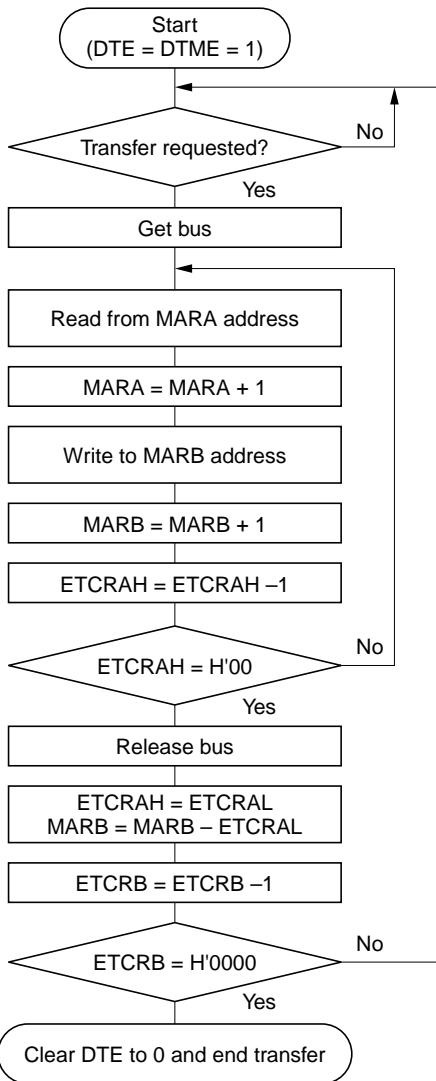 Start
(DTE = DTME = 1)
Transfer requested?
No
Yes
Get bus
Read from MARA address
MARA = MARA + 1
Write to MARB address
MARB = MARB + 1
ETCRAH = ETCRAH –1
ETCRAH = H'00
No
Yes
Release bus
ETCRAH = ETCRAL
MARB = MARB – ETCRAL
ETCRB = ETCRB –1
ETCRB = H'0000
No
Yes
Clear DTE to 0 and end transfer